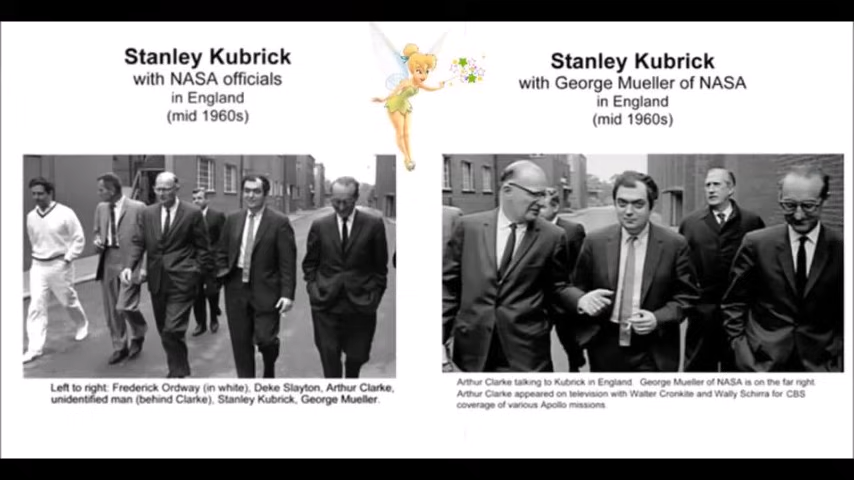 Stanley Kubrick
with NASA officials
in England
(mid 1960s)
Left to right: Frederick Ordway (in white), Deke Slayton, Arthur Clarke,
unidentified man (behind Clarke), Stanley Kubrick, George Mueller.
Stanley Kubrick
with George Mueller of NASA
in England
(mid 1960s)
Arthur Clarke talking to Kubrick in England. George Mueller of NASA is on the far right.
Arthur Clarke appeared on television with Walter Cronkite and Wally Schirra for CBS
coverage of various Apollo missions.